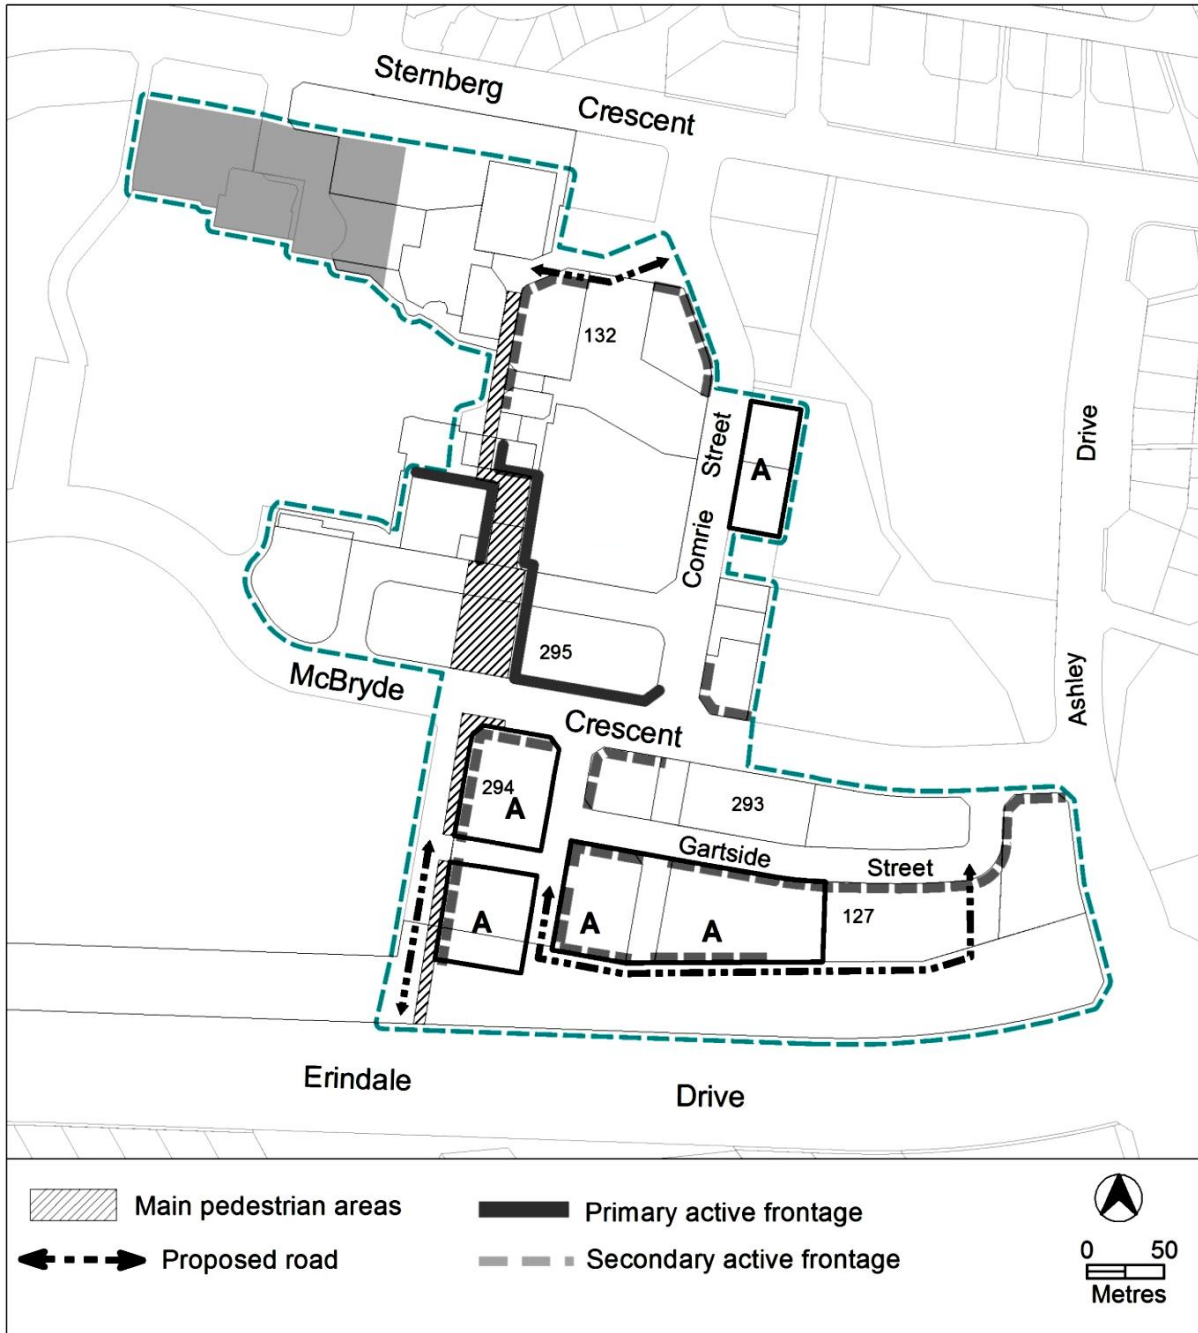 Sternberg
Crescent
132
Drive
Street
A
Comrie
295
Ashley
McBryde
Crescent
294
A
293
Gartside
Street
A
A
A
127
Erindale
Drive
Main pedestrian areas
Primary active frontage
Proposed road
Secondary active frontage
0 50
Metres